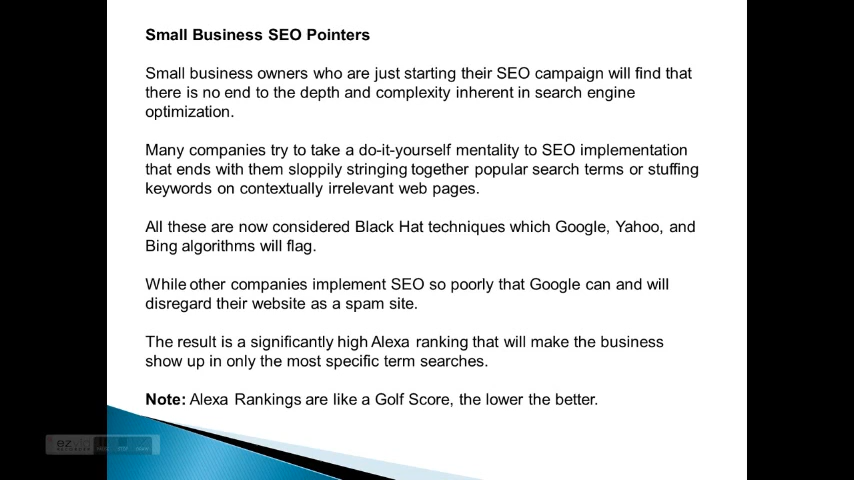 Small Business SEO Pointers
Small business owners who are just starting their SEO campaign will find that
there is no end to the depth and complexity inherent in search engine
optimization.
Many companies try to take a do-it-yourself mentality to SEO implementation
that ends with them sloppily stringing together popular search terms or stuffing
keywords on contextually irrelevant web pages.
All these are now considered Black Hat techniques which Google, Yahoo, and
Bing algorithms will flag.
While other companies implement SEO so poorly that Google can and will
disregard their website as a spam site.
The result is a significantly high Alexa ranking that will make the business
show up in only the most specific term searches.
Note: Alexa Rankings are like a Golf Score, the lower the better.